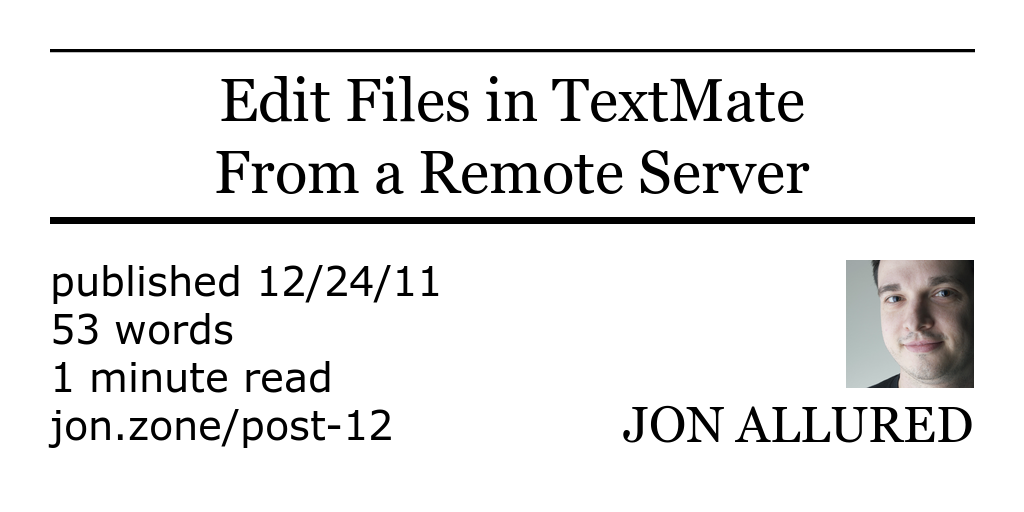 Edit Files in TextMate
From a Remote Server
published 12/24/11
53 words
1 minute read
jon.zone/post-12
JON ALLURED